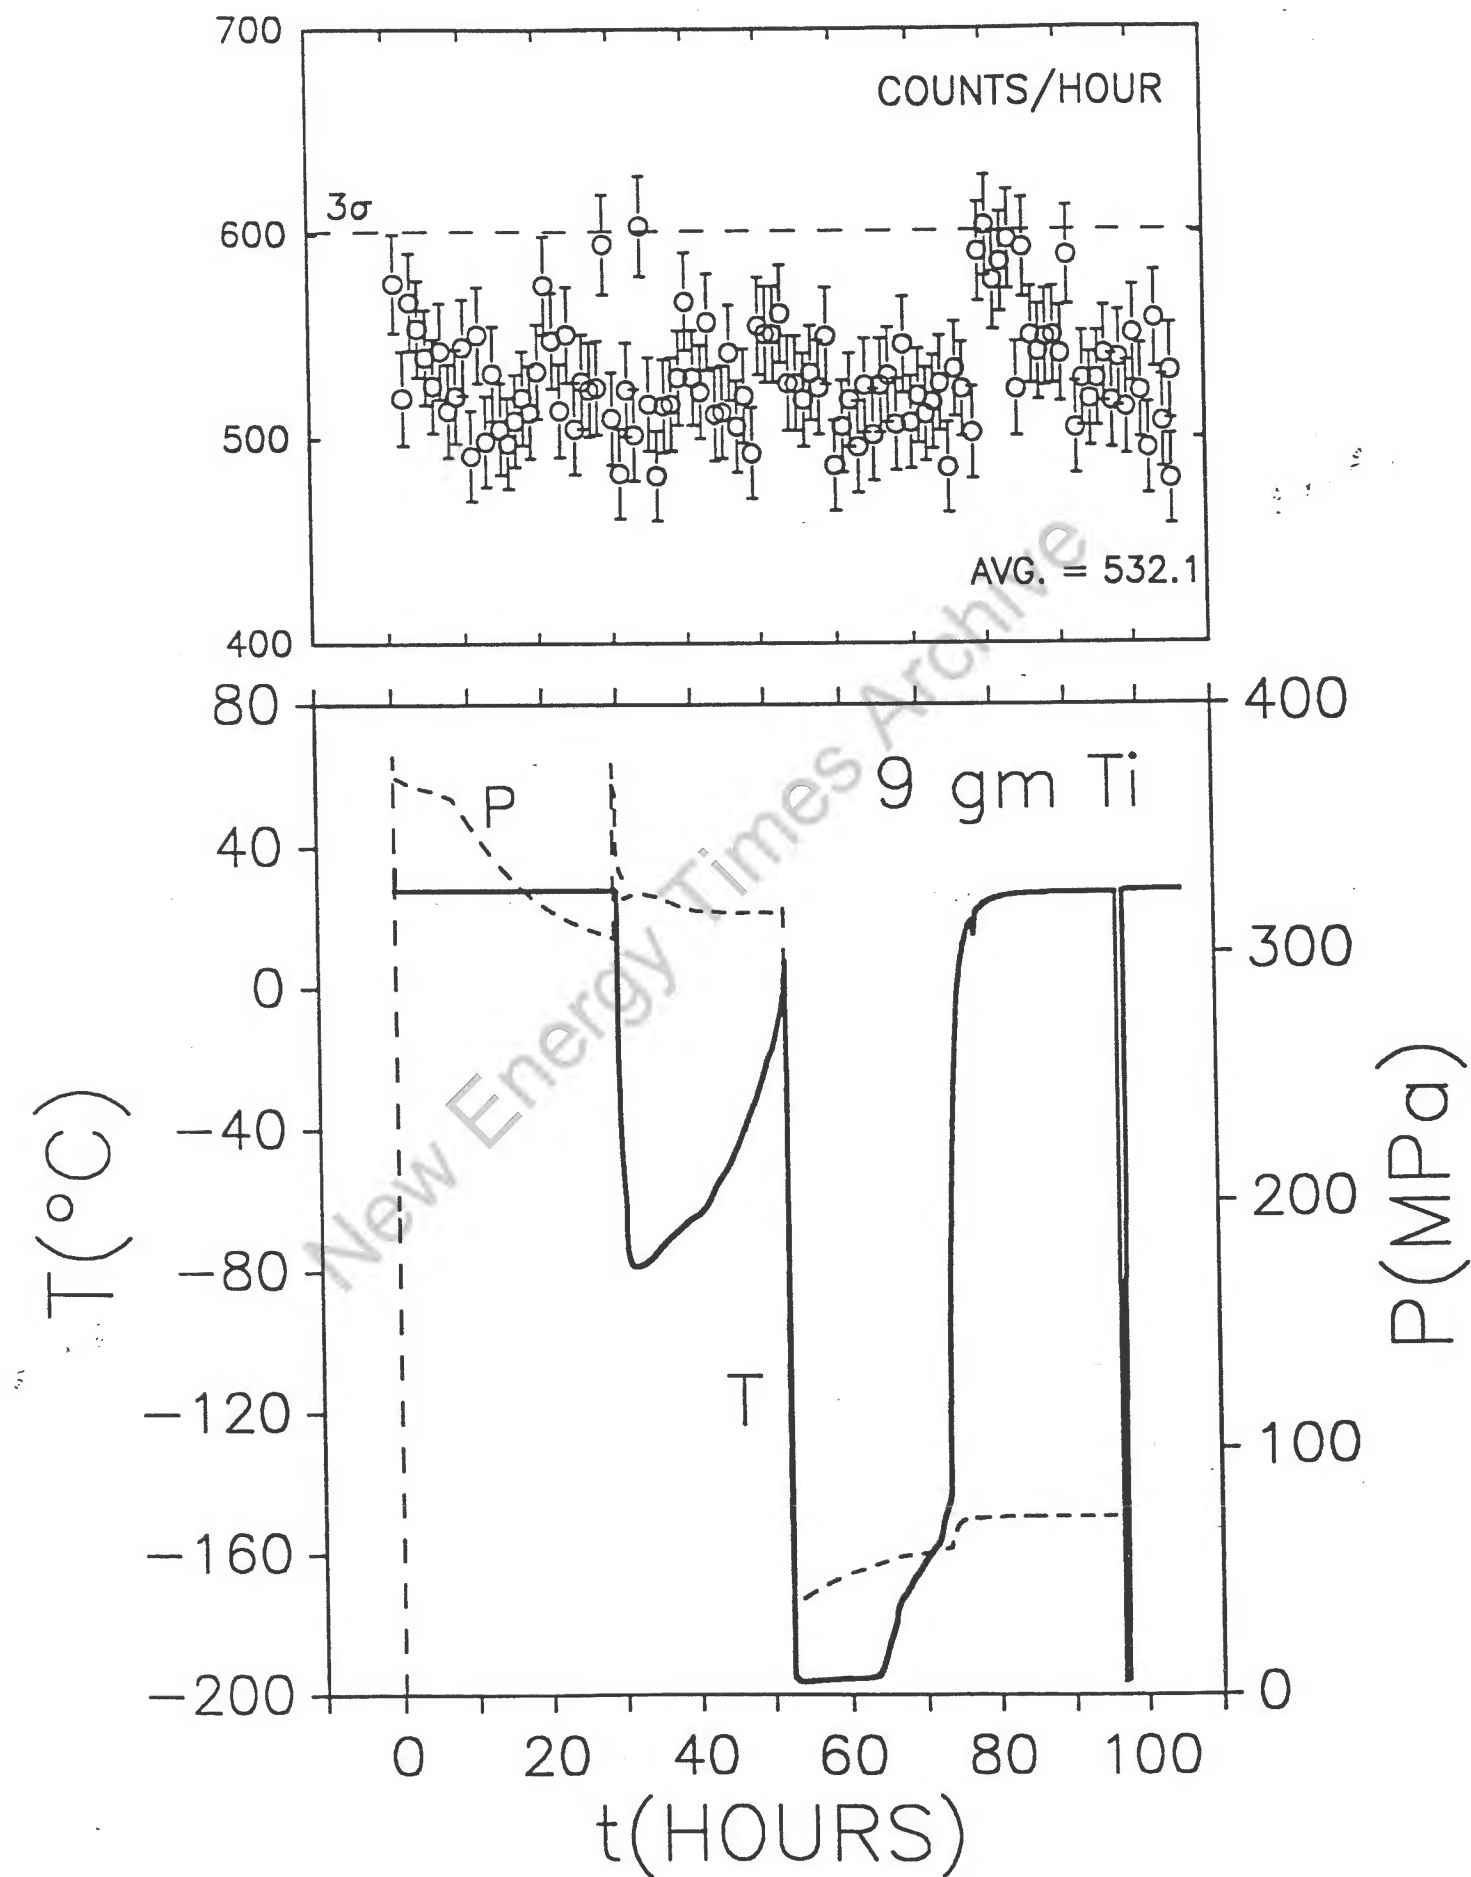 700
COUNTS/HOUR
3σ
600
500
AVG. = 532.1
400
80
400
P
9 gm Ti
40
300
0
T(°C)
−40
P(MPa)
200
−80
T
−120
100
−160
−200
0
0 20 40 60 80 100
t(HOURS)
New Energy Times Archive